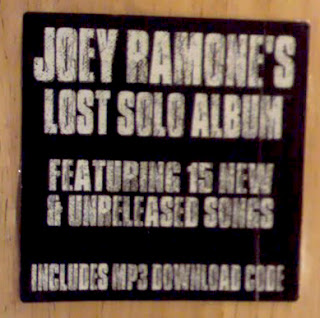 JOEY RAMONE'S
LOST SOLO ALBUM
FEATURING 15 NEW
& UNRELEASED SONGS
INCLUDES MP3 DOWNLOAD CODE